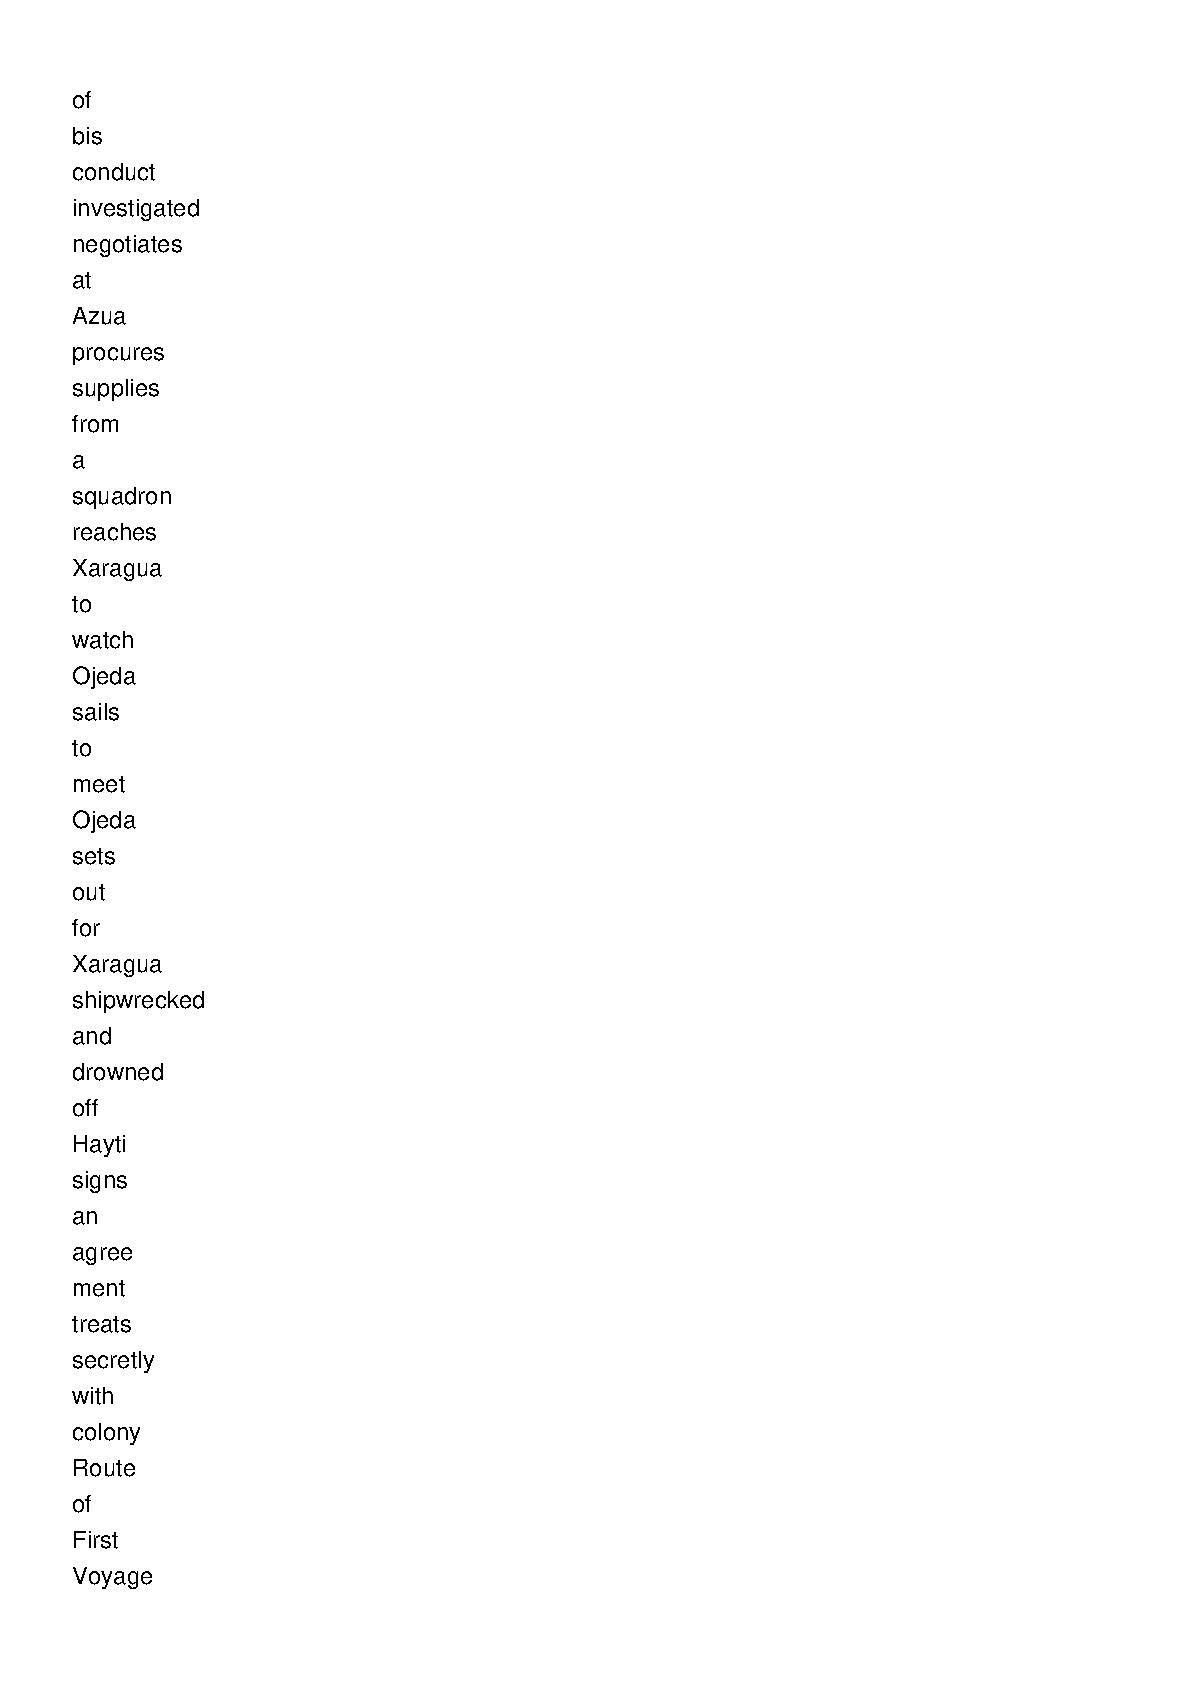 of
bis
conduct
investigated
negotiates
at
Azua
procures
supplies
from
a
squadron
reaches
Xaragua
to
watch
Ojeda
sails
to
meet
Ojeda
sets
out
for
Xaragua
shipwrecked
and
drowned
off
Hayti
signs
an
agree
ment
treats
secretly
with
colony
Route
of
First
Voyage